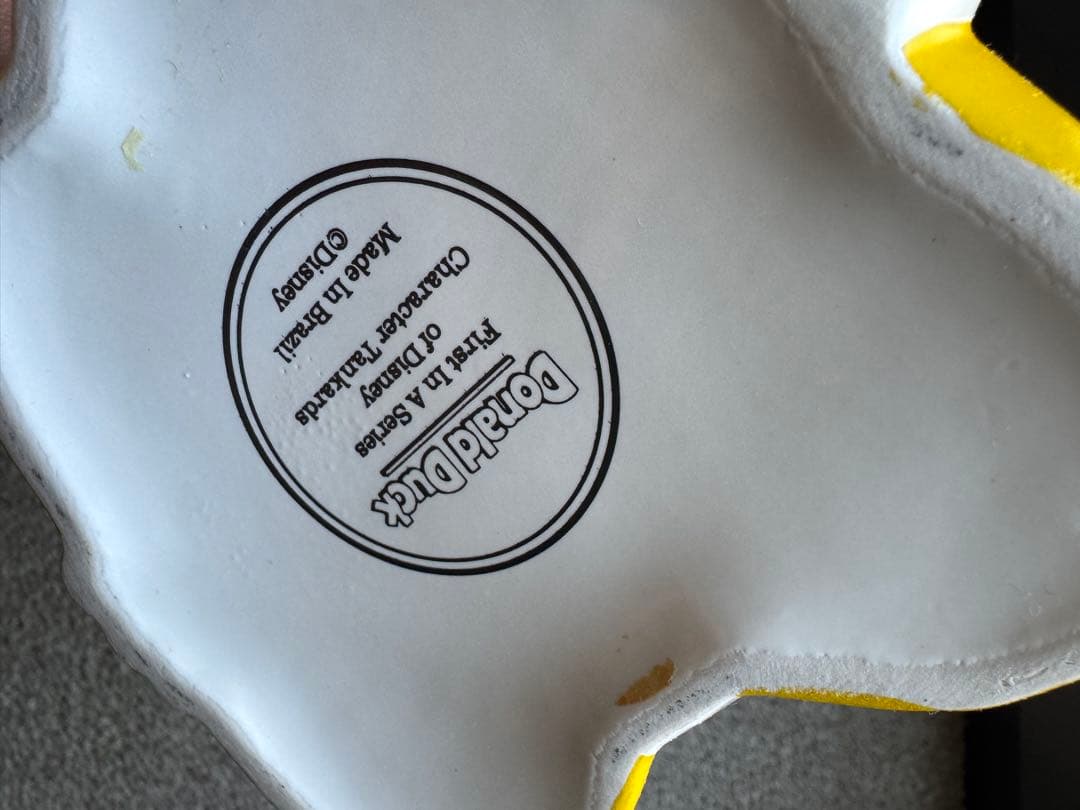 Donald Duck
First In A Series
of Disney
Character Tankards
Made In Brazil
©Disney